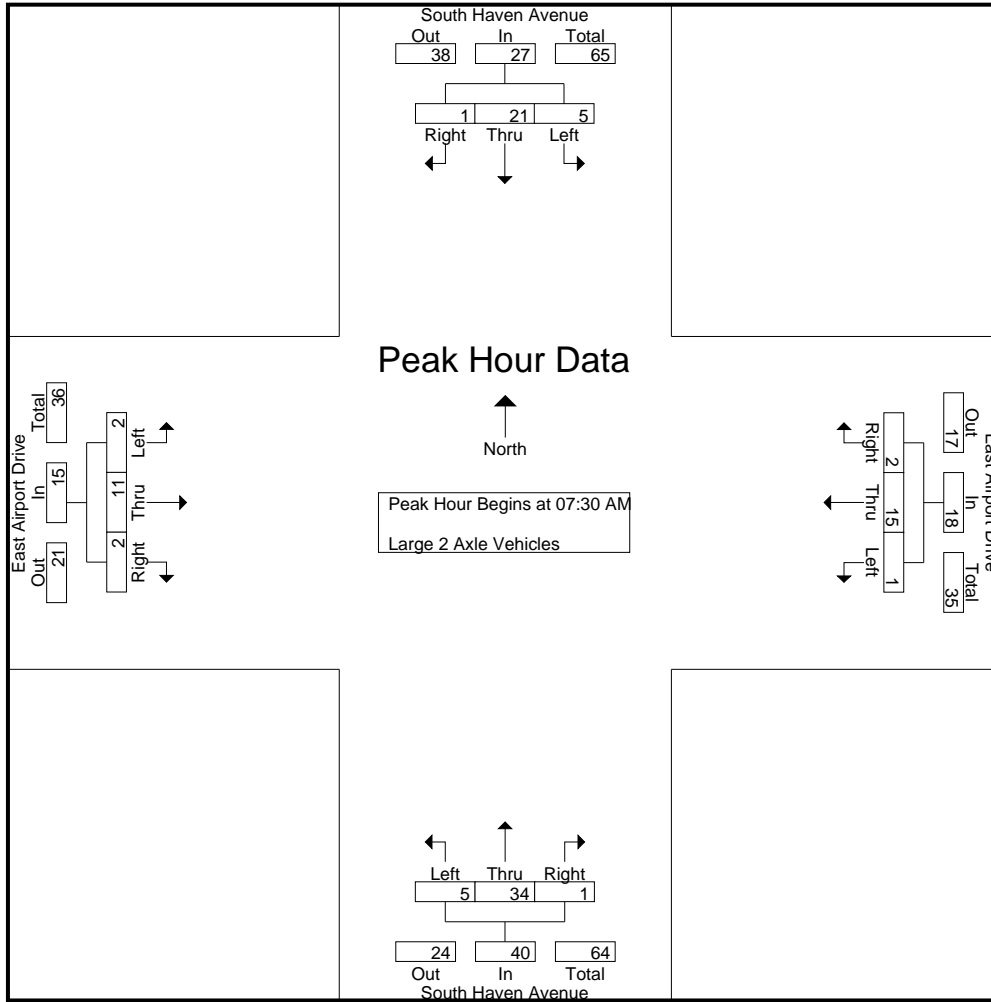 South Haven Avenue
Out In Total
38 27 65
1 21 5
Right Thru Left
Peak Hour Data
North
Peak Hour Begins at 07:30 AM
Large 2 Axle Vehicles
East Airport Drive
Total In Out
36 15 21
2 11 2
Left Thru Right
East Airport Drive
Out In Total
17 18 35
2 15 1
Right Thru Left
Left Thru Right
5 34 1
24 40 64
Out In Total
South Haven Avenue